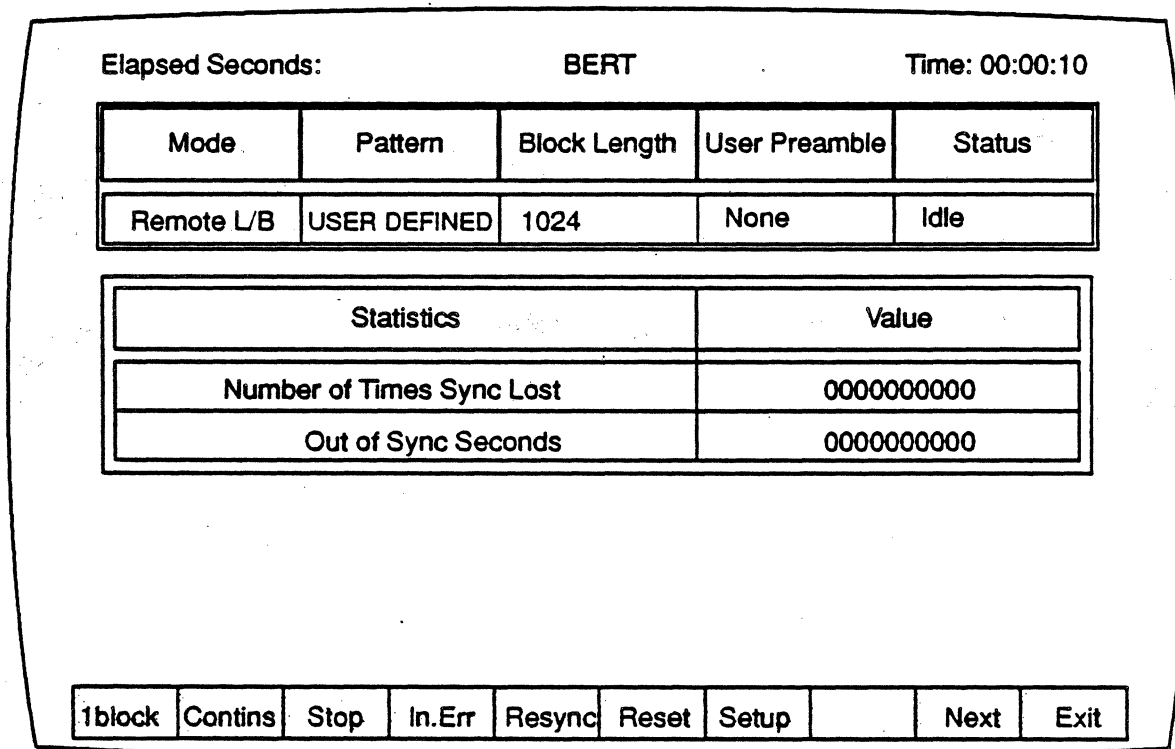 Elapsed Seconds: BERT Time: 00:00:10
Mode Pattern Block Length User Preamble Status
Remote L/B USER DEFINED 1024 None Idle
Statistics Value
Number of Times Sync Lost 0000000000
Out of Sync Seconds 0000000000
1block Contins Stop In.Err Resync Reset Setup Next Exit